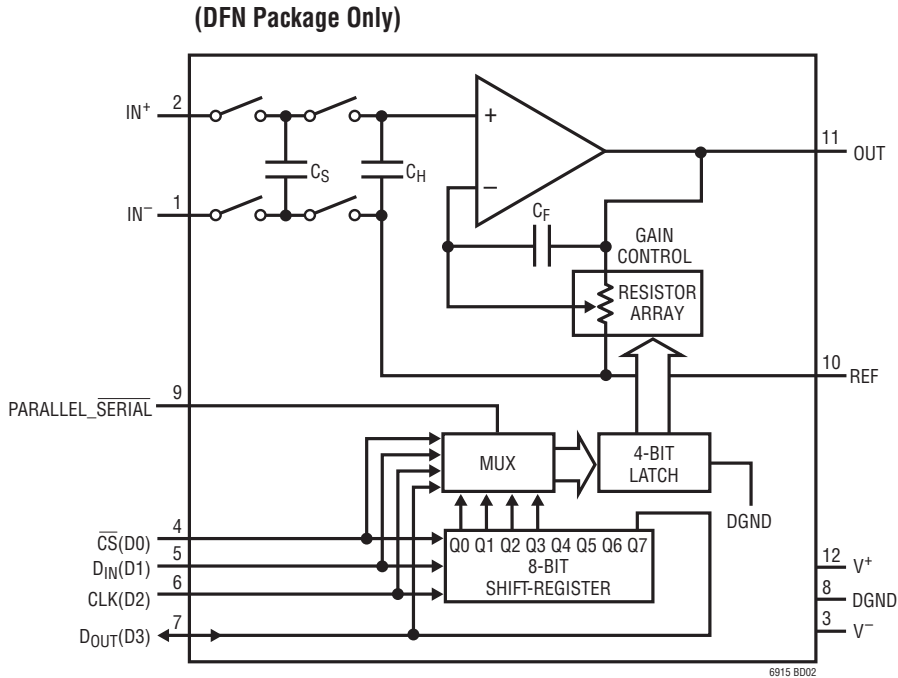 (DFN Package Only)
IN+ 2
+
11 OUT
CS
CH
–
IN– 1
CF
GAIN
CONTROL
RESISTOR
ARRAY
10 REF
PARALLEL_SERIAL 9
MUX
4-BIT
LATCH
DGND
CS(D0) 4
Q0 Q1 Q2 Q3 Q4 Q5 Q6 Q7
8-BIT
SHIFT-REGISTER
DIN(D1) 5
CLK(D2) 6
DOUT(D3) 7
12 V+
8 DGND
3 V–
6915 BD02